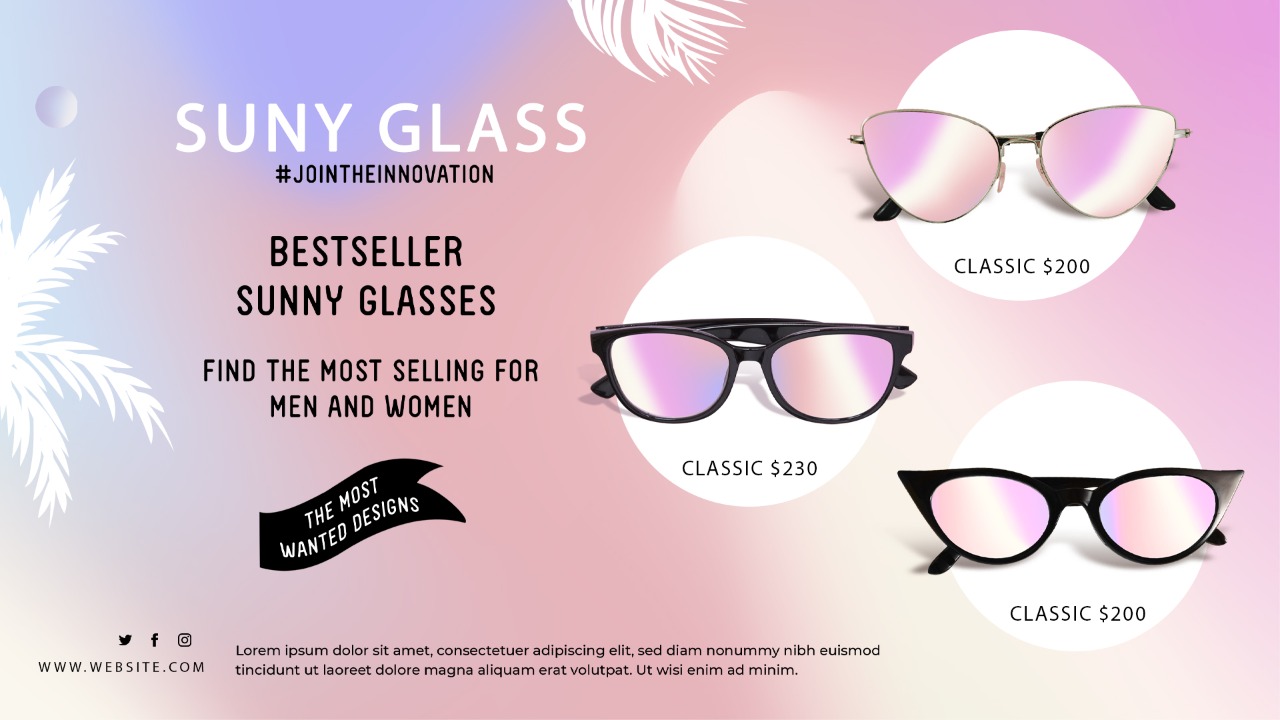 SUNY GLASS
#JOINTHEINNOVATION
BESTSELLER
SUNNY GLASSES
FIND THE MOST SELLING FOR
MEN AND WOMEN
THE MOST
WANTED DESIGNS
CLASSIC $200
CLASSIC $230
CLASSIC $200
WWW.WEBSITE.COM
Lorem ipsum dolor sit amet, consectetuer adipiscing elit, sed diam nonummy nibh euismod
tincidunt ut laoreet dolore magna aliquam erat volutpat. Ut wisi enim ad minim.